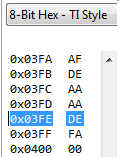 8-Bit Hex - TI Style
0x03FA AF
0x03FB DE
0x03FC AA
0x03FD AA
0x03FE DE
0x03FF FA
0x0400 00